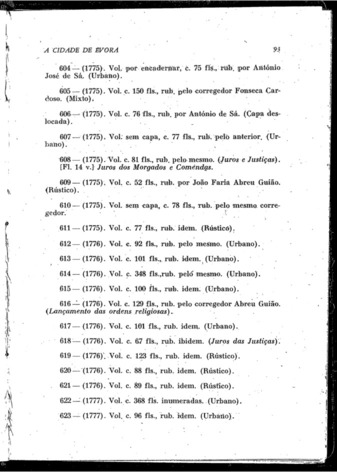 A CIDADE DE EVORA 93
604 — (1775). Vol. por encadernar, c. 75 fls., rub. por António
José de Sá. (Urbano).
605 — (1775). Vol. c. 150 fls., rub. pelo corregedor Fonseca Car-
doso. (Mixto).
606 — (1775). Vol. c. 76 fls., rub. por António de Sá. (Capa des-
locada).
607 — (1775). Vol. sem capa, c. 77 fls., rub. pelo anterior. (Ur-
bano).
608 — (1775). Vol. c. 81 fls., rub. pelo mesmo. (Juros e Justiças).
[Fl. 14 v.] Juros dos Morgados e Comendas.
609 — (1775). Vol. c. 52 fls., rub. por João Faria Abreu Guião.
(Rústico).
610 — (1775). Vol. sem capa, c. 78 fls., rub. pelo mesmo corre-
gedor.
611 — (1775). Vol. c. 77 fls., rub. idem. (Rústico).
612 — (1776). Vol. c. 92 fls., rub. pelo mesmo. (Urbano).
613 — (1776). Vol. c. 101 fls., rub. idem. (Urbano).
614 — (1776). Vol. c. 348 fls., rub. pelo mesmo. (Urbano).
615 — (1776). Vol. c. 100 fls., rub. idem. (Urbano).
616 — (1776). Vol. c. 129 fls., rub. pelo corregedor Abreu Guião.
(Lançamento das ordens religiosas).
617 — (1776). Vol. c. 101 fls., rub. idem. (Urbano).
618 — (1776). Vol. c. 67 fls., rub. ibidem. (Juros das Justiças).
619 — (1776). Vol. c. 123 fls., rub. idem. (Rústico).
620 — (1776). Vol. c. 88 fls., rub. idem. (Rústico).
621 — (1776). Vol. c. 89 fls., rub. idem. (Rústico).
622 — (1777). Vol. c. 368 fls. inumeradas. (Urbano).
623 — (1777). Vol. c. 96 fls., rub. idem. (Urbano).